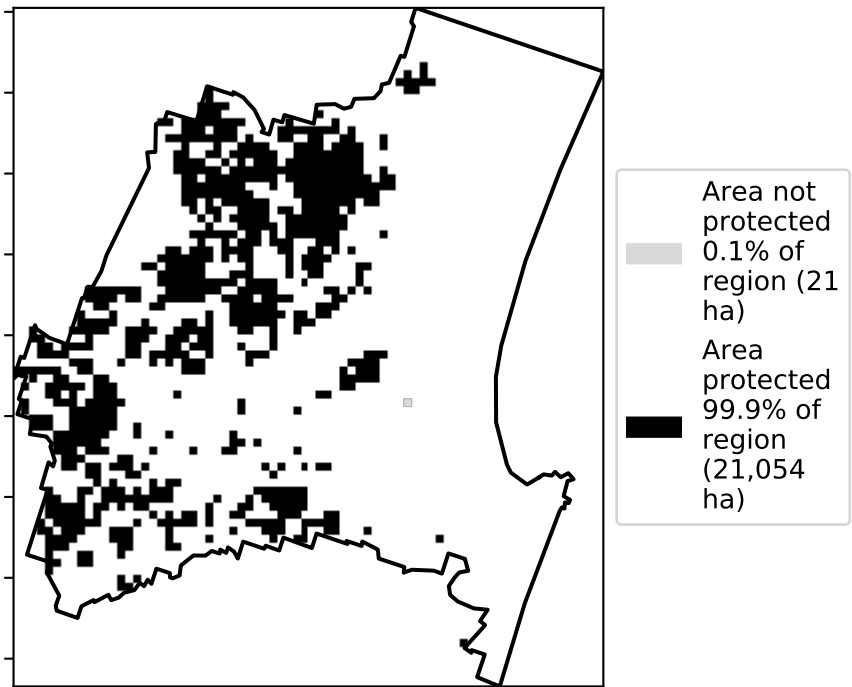 Area not
protected
0.1% of
region (21
ha)
Area
protected
99.9% of
region
(21,054
ha)